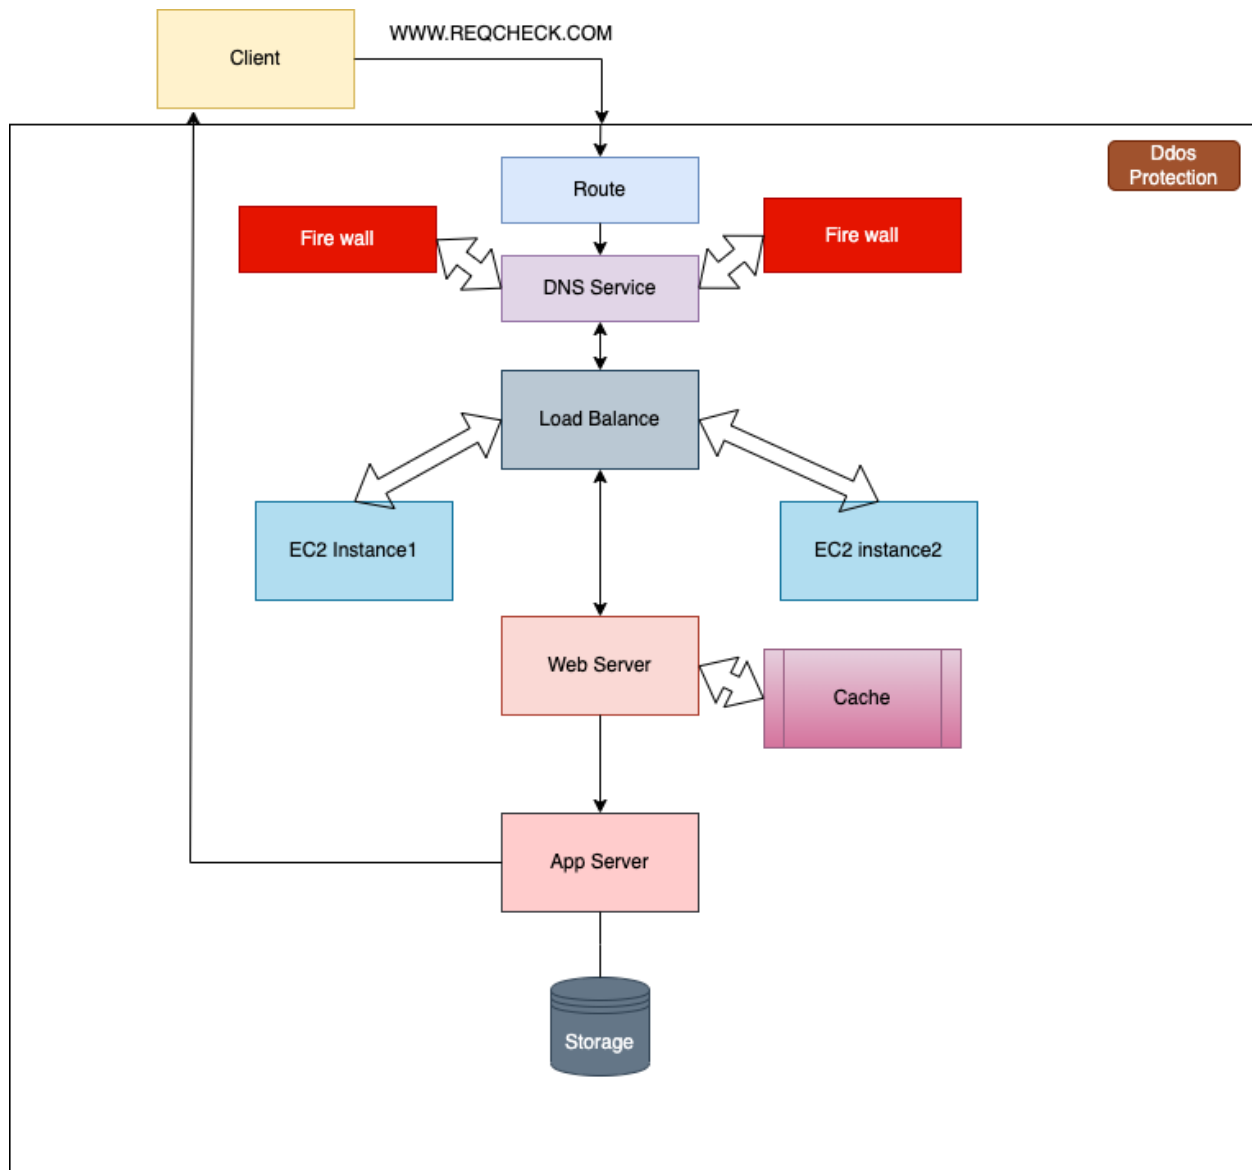 WWW.REQCHECK.COM
Client
Ddos
Protection
Route
Fire wall
Fire wall
DNS Service
Load Balance
EC2 Instance1
EC2 instance2
Web Server
Cache
App Server
Storage